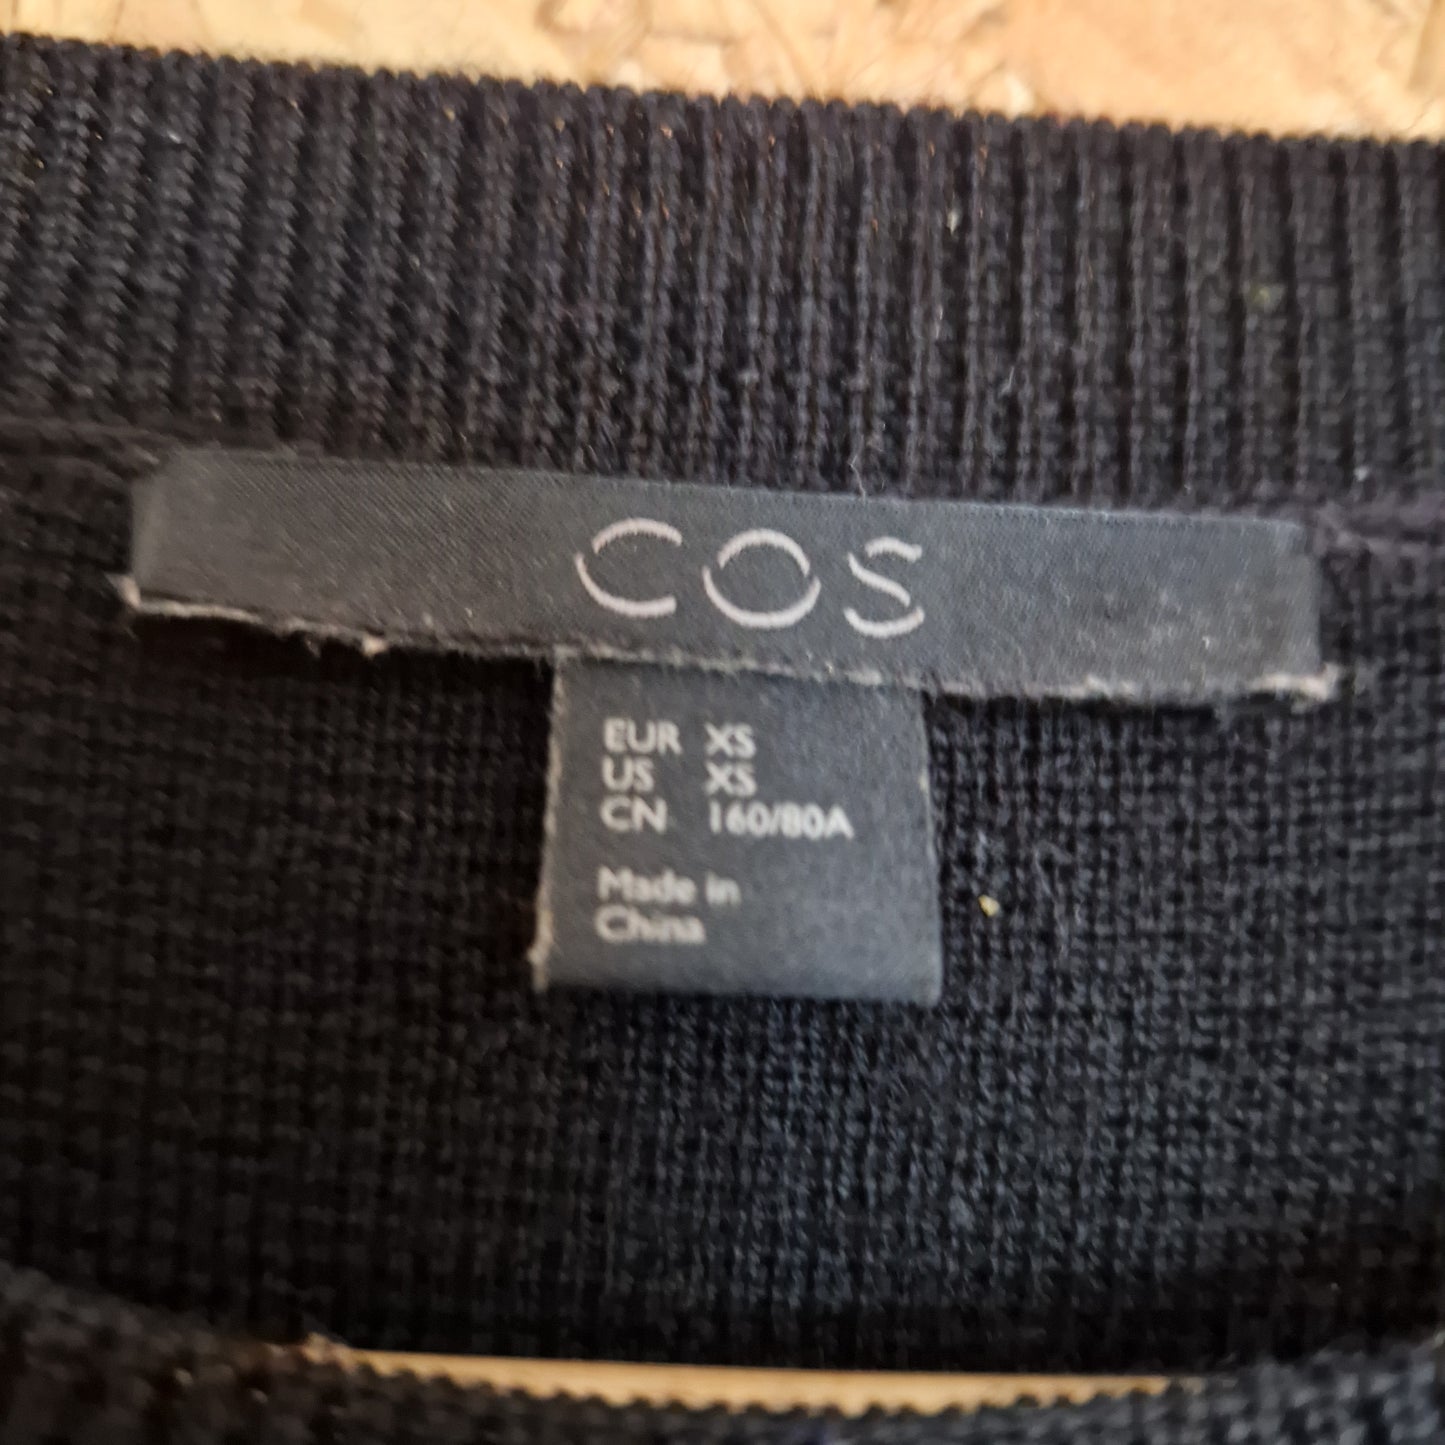 COS
EUR XS
US XS
CN 160/80A
Made in
China